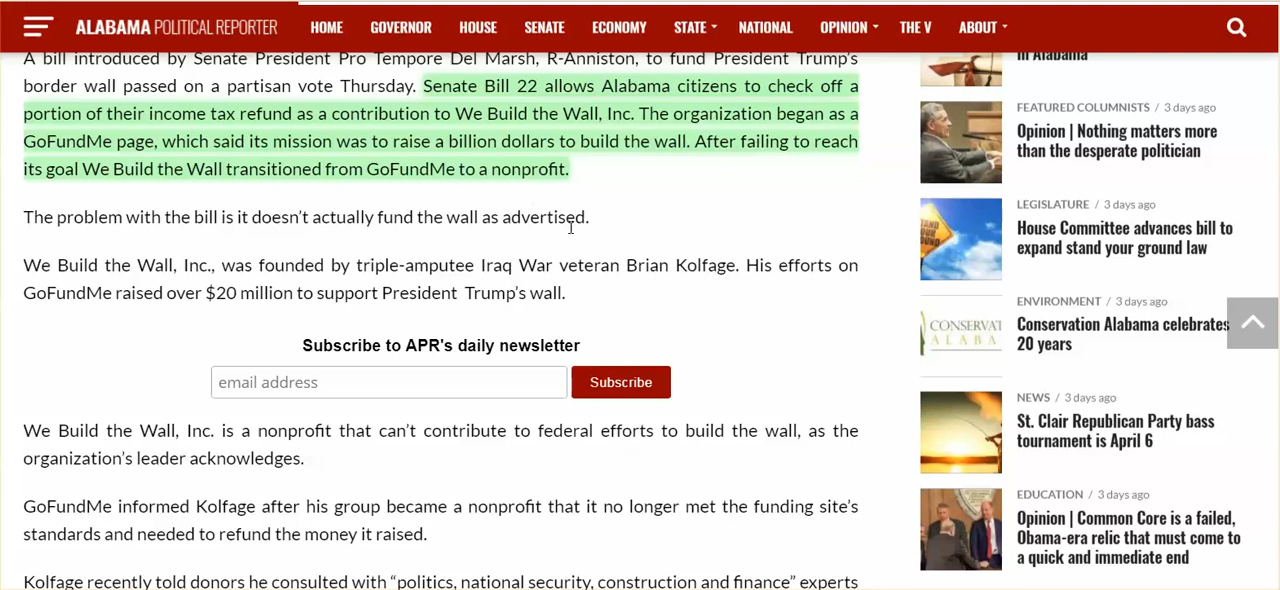 ALABAMA POLITICAL REPORTER
HOME GOVERNOR HOUSE SENATE ECONOMY STATE NATIONAL OPINION THE V ABOUT
A bill introduced by Senate President Pro Tempore Del Marsh, R-Anniston, to fund President Trump's
border wall passed on a partisan vote Thursday. Senate Bill 22 allows Alabama citizens to check off a
portion of their income tax refund as a contribution to We Build the Wall, Inc. The organization began as a
GoFundMe page, which said its mission was to raise a billion dollars to build the wall. After failing to reach
its goal We Build the Wall transitioned from GoFundMe to a nonprofit.
The problem with the bill is it doesn't actually fund the wall as advertised.
We Build the Wall, Inc., was founded by triple-amputee Iraq War veteran Brian Kolfage. His efforts on
GoFundMe raised over $20 million to support President Trump's wall.
Subscribe to APR's daily newsletter
email address
Subscribe
We Build the Wall, Inc. is a nonprofit that can't contribute to federal efforts to build the wall, as the
organization's leader acknowledges.
GoFundMe informed Kolfage after his group became a nonprofit that it no longer met the funding site's
standards and needed to refund the money it raised.
Kolfage recently told donors he consulted with “politics, national security, construction and finance” experts
in Alabama
FEATURED COLUMNISTS / 3 days ago
Opinion | Nothing matters more
than the desperate politician
LEGISLATURE / 3 days ago
House Committee advances bill to
expand stand your ground law
ENVIRONMENT / 3 days ago
CONSERVAT
ALABA
Conservation Alabama celebrates
20 years
NEWS / 3 days ago
St. Clair Republican Party bass
tournament is April 6
EDUCATION / 3 days ago
Opinion | Common Core is a failed,
Obama-era relic that must come to
a quick and immediate end